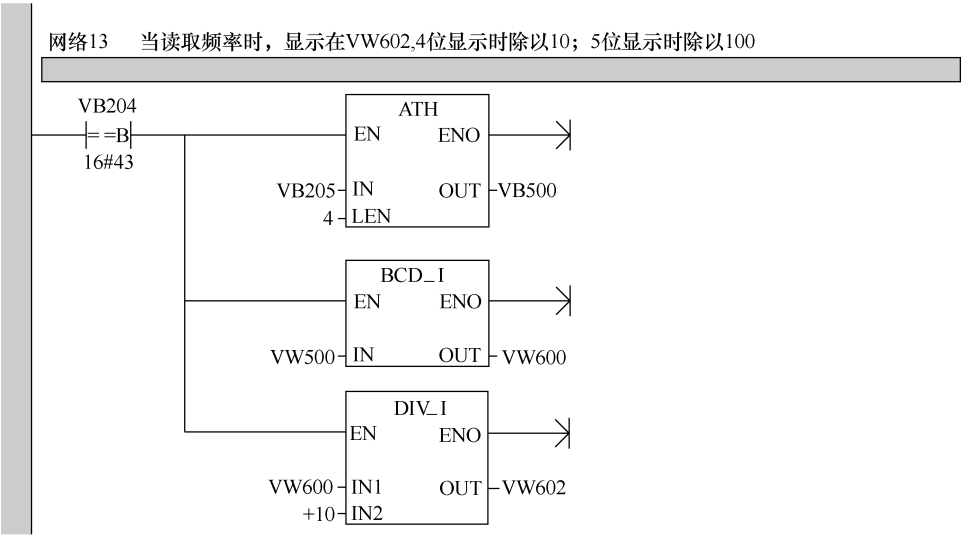 网络13 当读取频率时，显示在VW602,4位显示时除以10；5位显示时除以100
VB204
==B
16#43
ATH
EN ENO
VB205 IN OUT VB500
4 LEN
BCD_I
EN ENO
VW500 IN OUT VW600
DIV_I
EN ENO
VW600 IN1 OUT VW602
+10 IN2